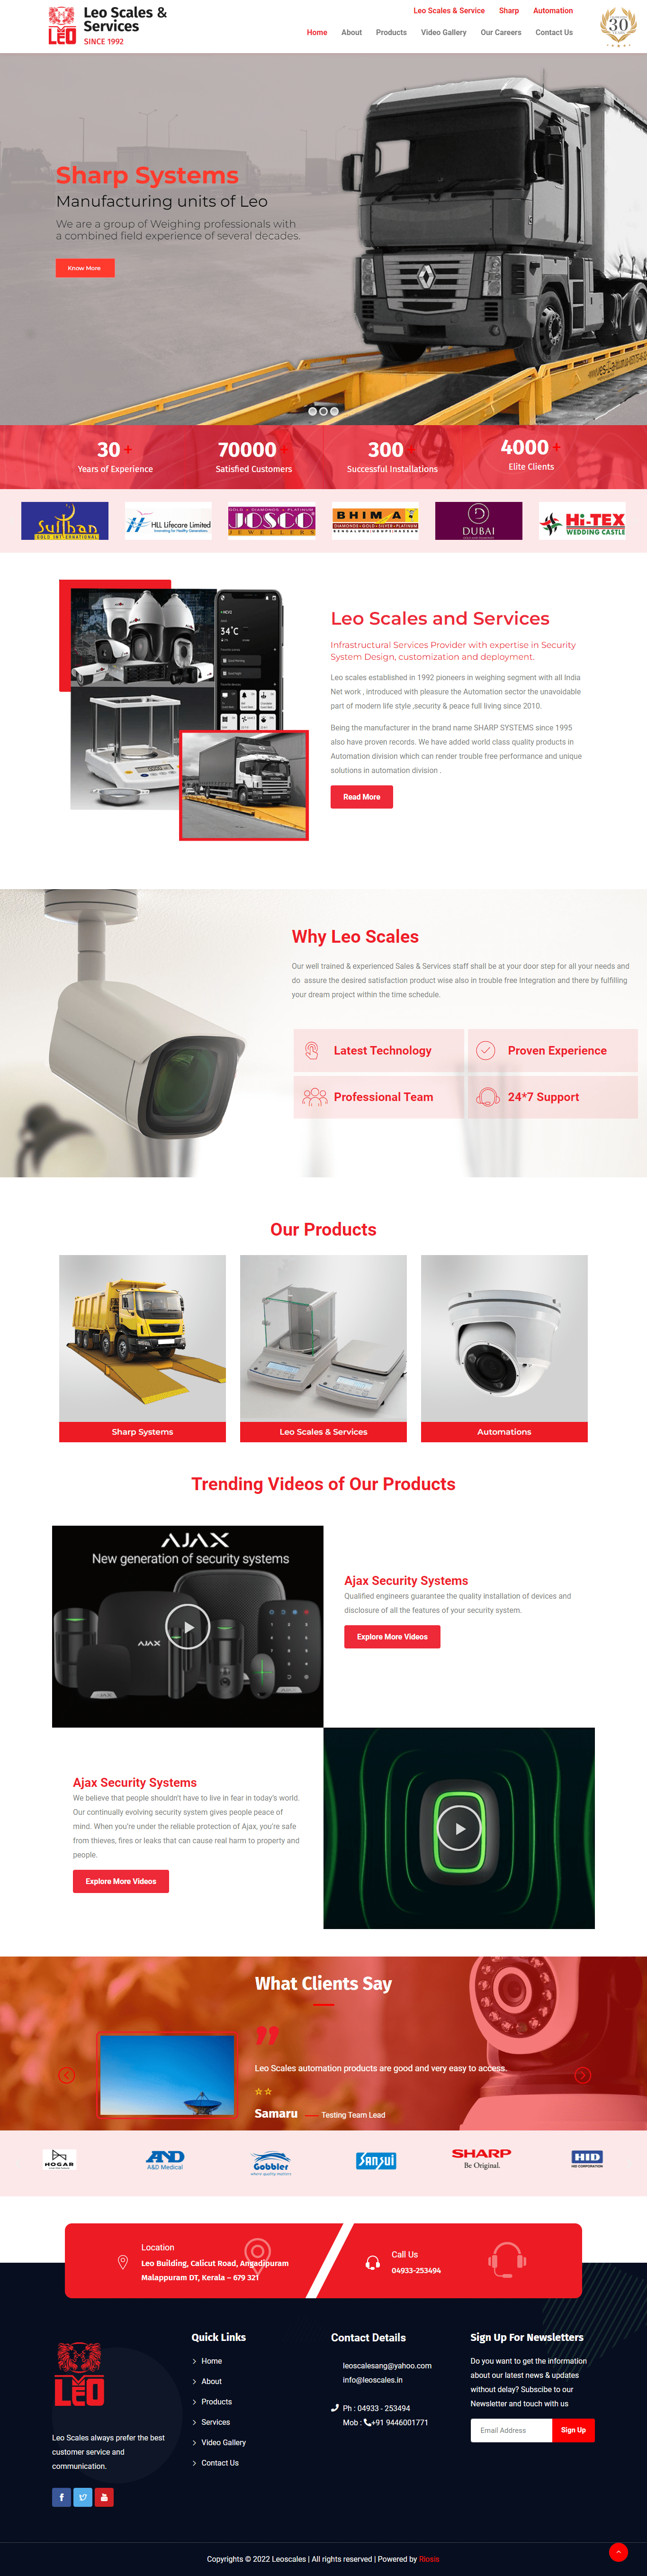 Leo Scales &
Services
SINCE 1992
LEO
Leo Scales & Service Sharp Automation
Home About Products Video Gallery Our Careers Contact Us
30
Sharp Systems
Manufacturing units of Leo
We are a group of Weighing professionals with
a combined field experience of several decades.
Know More
30 +
Years of Experience
70000 +
Satisfied Customers
300 +
Successful Installations
4000 +
Elite Clients
Sulthan
GOLD INTERNATIONAL
HLL Lifecare Limited
Innovating for Healthy Generations
GOLD • DIAMONDS • PLATINUM
JOSCO
JEWELLERS
BHIMA
DIAMONDS • GOLD • PLATINUM
DUBAI
Hi-TEX
WEDDING CASTLE
34°C
Leo Scales and Services
Infrastructural Services Provider with expertise in Security
System Design, customization and deployment.
Leo scales established in 1992 pioneers in weighing segment with all India
Net work , introduced with pleasure the Automation sector the unavoidable
part of modern life style ,security & peace full living since 2010.
Being the manufacturer in the brand name SHARP SYSTEMS since 1995
also have proven records. We have added world class quality products in
Automation division which can render trouble free performance and unique
solutions in automation division .
Read More
Why Leo Scales
Our well trained & experienced Sales & Services staff shall be at your door step for all your needs and
do assure the desired satisfaction product wise also in trouble free Integration and there by fulfilling
your dream project within the time schedule.
Latest Technology
Proven Experience
Professional Team
24*7 Support
Our Products
Sharp Systems
Leo Scales & Services
Automations
Trending Videos of Our Products
AJAX
New generation of security systems
AJAX
Ajax Security Systems
Qualified engineers guarantee the quality installation of devices and
disclosure of all the features of your security system.
Explore More Videos
Ajax Security Systems
We believe that people shouldn't have to live in fear in today's world.
Our continually evolving security system gives people peace of
mind. When you're under the reliable protection of Ajax, you're safe
from thieves, fires or leaks that can cause real harm to property and
people.
Explore More Videos
What Clients Say
Leo Scales automation products are good and very easy to access.
Samaru
Testing Team Lead
HOGAR
AND
A&D Medical
Gobbler
where quality matters
SANSUI
SHARP
Be Original.
HID
HID CORPORATION
Location
Leo Building, Calicut Road, Angadipuram
Malappuram DT, Kerala – 679 321
Call Us
04933-253494
LEO
Leo Scales always prefer the best
customer service and
communication.
Quick Links
Home
About
Products
Services
Video Gallery
Contact Us
Contact Details
leoscalesang@yahoo.com
info@leoscales.in
Ph : 04933 - 253494
Mob : +91 9446001771
Sign Up For Newsletters
Do you want to get the information
about our latest news & updates
without delay? Subscibe to our
Newsletter and touch with us
Email Address
Sign Up
Copyrights © 2022 Leoscales | All rights reserved | Powered by Riosis